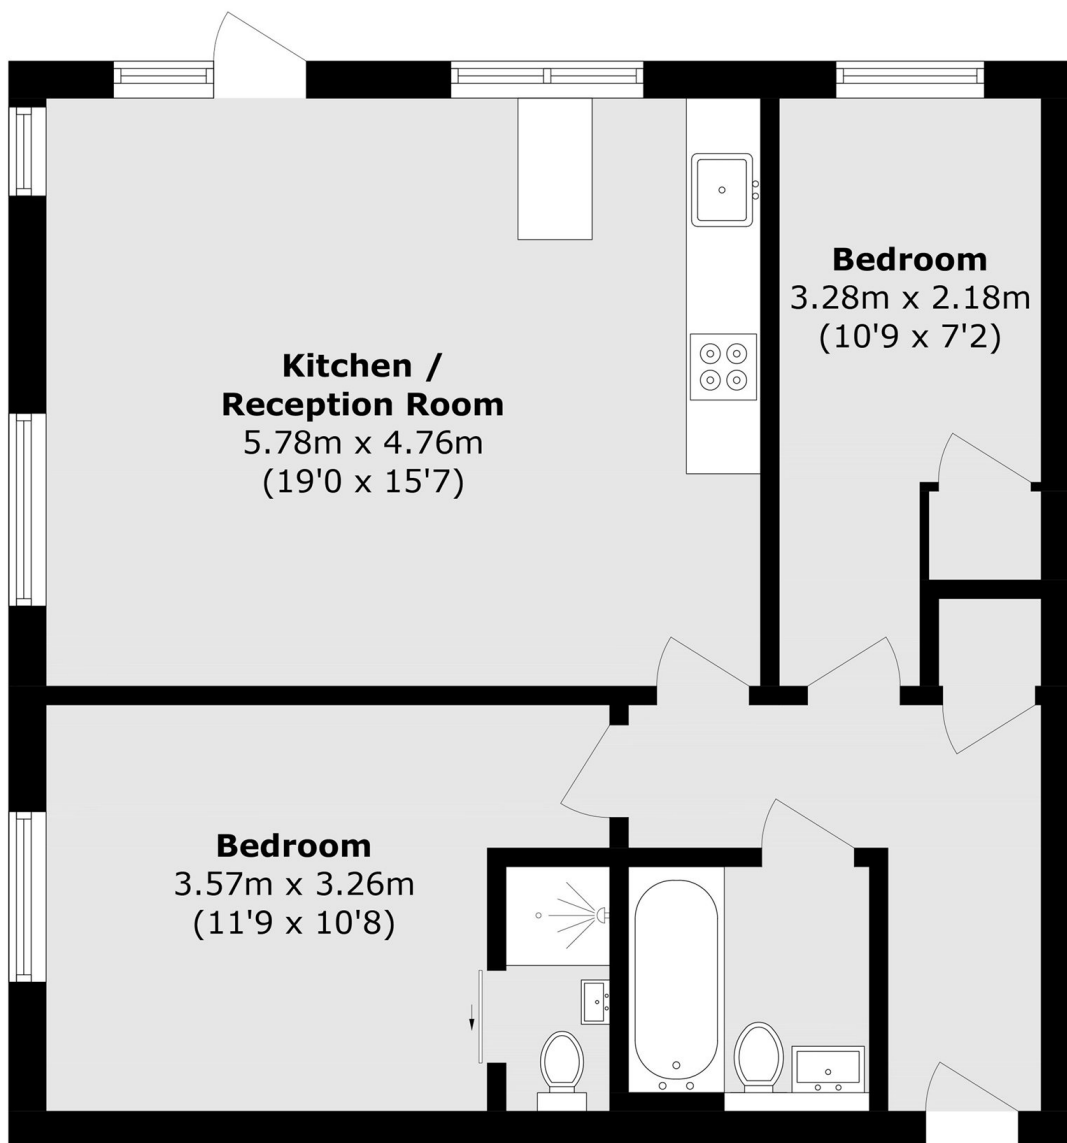 Kitchen /
Reception Room
5.78m x 4.76m
(19'0 x 15'7)
Bedroom
3.28m x 2.18m
(10'9 x 7'2)
Bedroom
3.57m x 3.26m
(11'9 x 10'8)